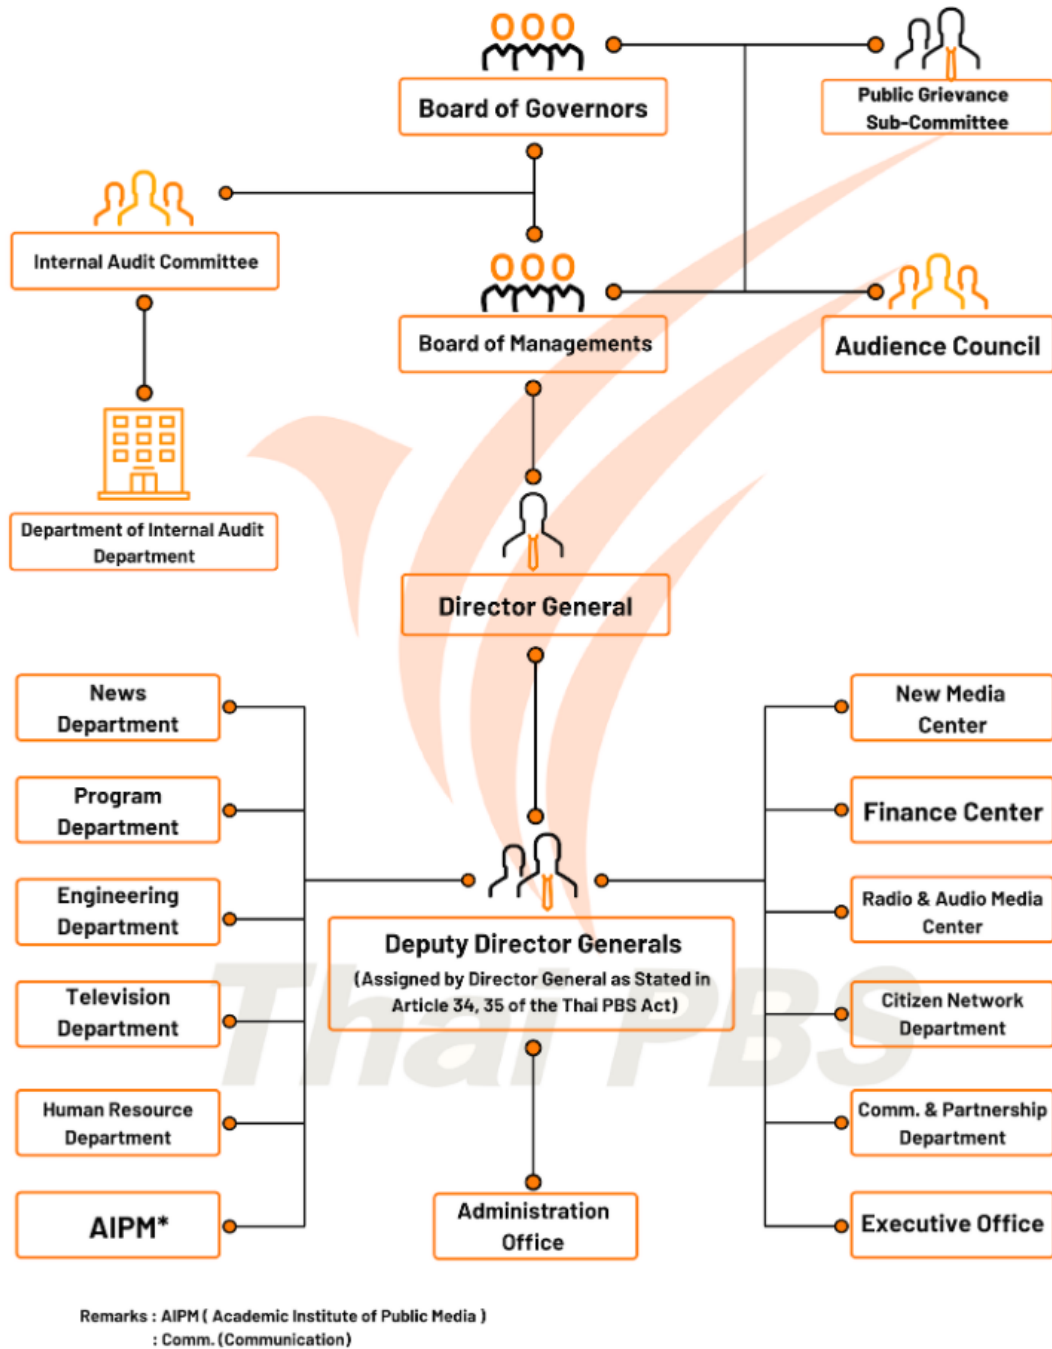 Board of Governors
Public Grievance
Sub-Committee
Internal Audit Committee
Board of Managements
Audience Council
Department of Internal Audit
Department
Director General
News
Department
New Media
Center
Program
Department
Finance Center
Engineering
Department
Radio & Audio Media
Center
Deputy Director Generals
(Assigned by Director General as Stated in
Article 34, 35 of the Thai PBS Act)
Television
Department
Citizen Network
Department
Thai PBS
Human Resource
Department
Comm. & Partnership
Department
AIPM*
Administration
Office
Executive Office
Remarks : AIPM ( Academic Institute of Public Media )
: Comm. (Communication)